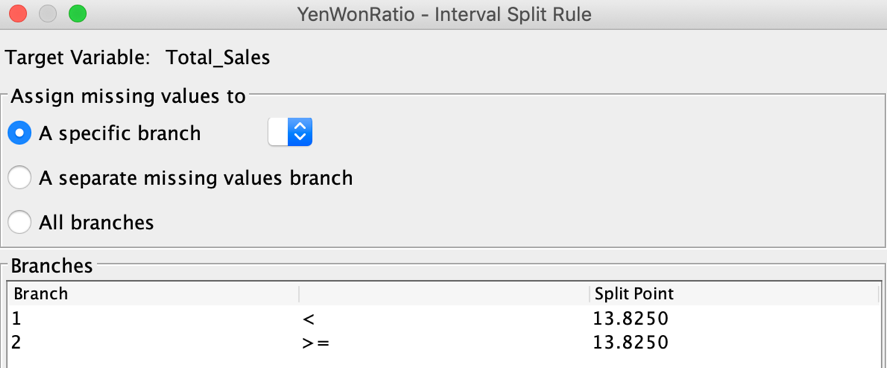 YenWonRatio - Interval Split Rule
Target Variable: Total_Sales
Assign missing values to
A specific branch
A separate missing values branch
All branches
Branches
Branch Split Point
1 < 13.8250
2 >= 13.8250